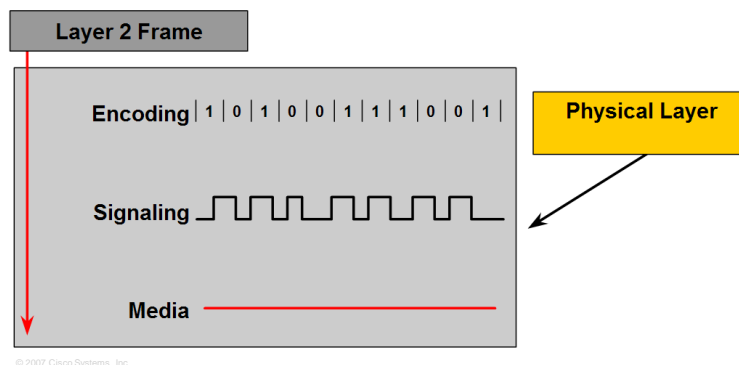 Layer 2 Frame
Encoding | 1 | 0 | 1 | 0 | 0 | 1 | 1 | 1 | 0 | 0 | 1 |
Physical Layer
Signaling
Media
© 2007 Cisco Systems, Inc.